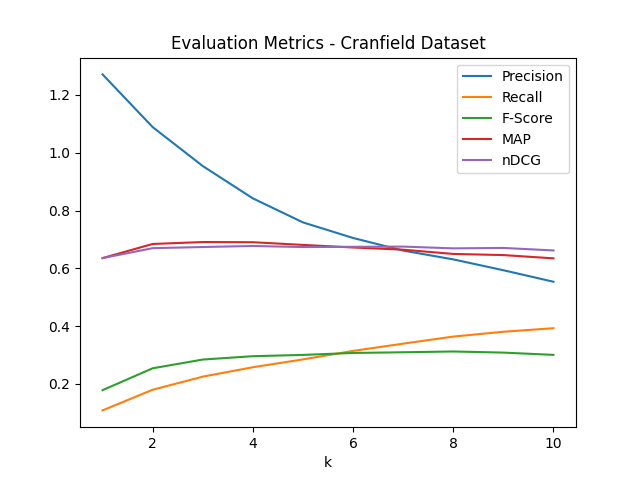 Evaluation Metrics - Cranfield Dataset
Precision
Recall
F-Score
MAP
nDCG
1.2
1.0
0.8
0.6
0.4
0.2
2 4 6 8 10
k